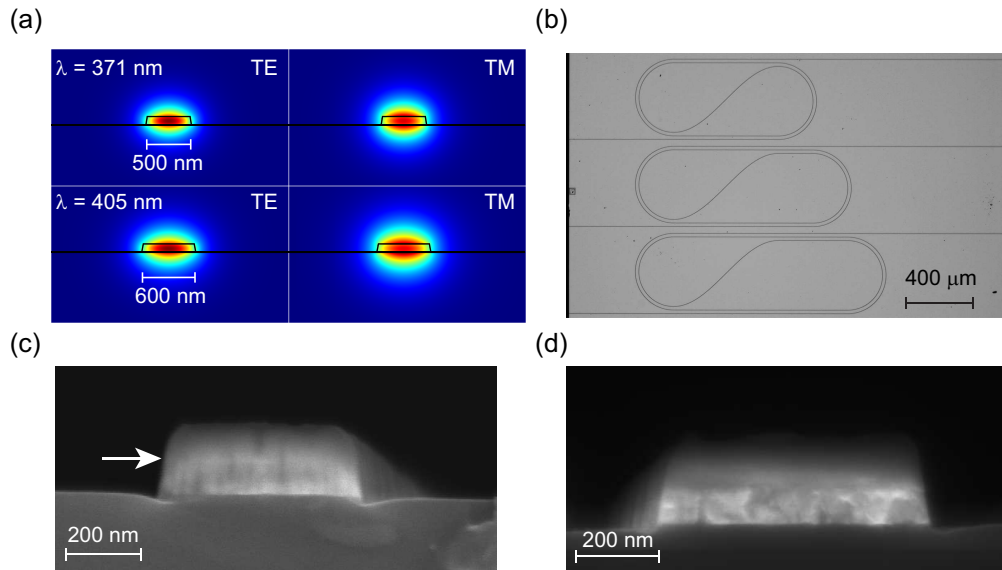 (a)
(b)
λ = 371 nm
TE
TM
500 nm
λ = 405 nm
TE
TM
600 nm
400 μm
(c)
(d)
200 nm
200 nm